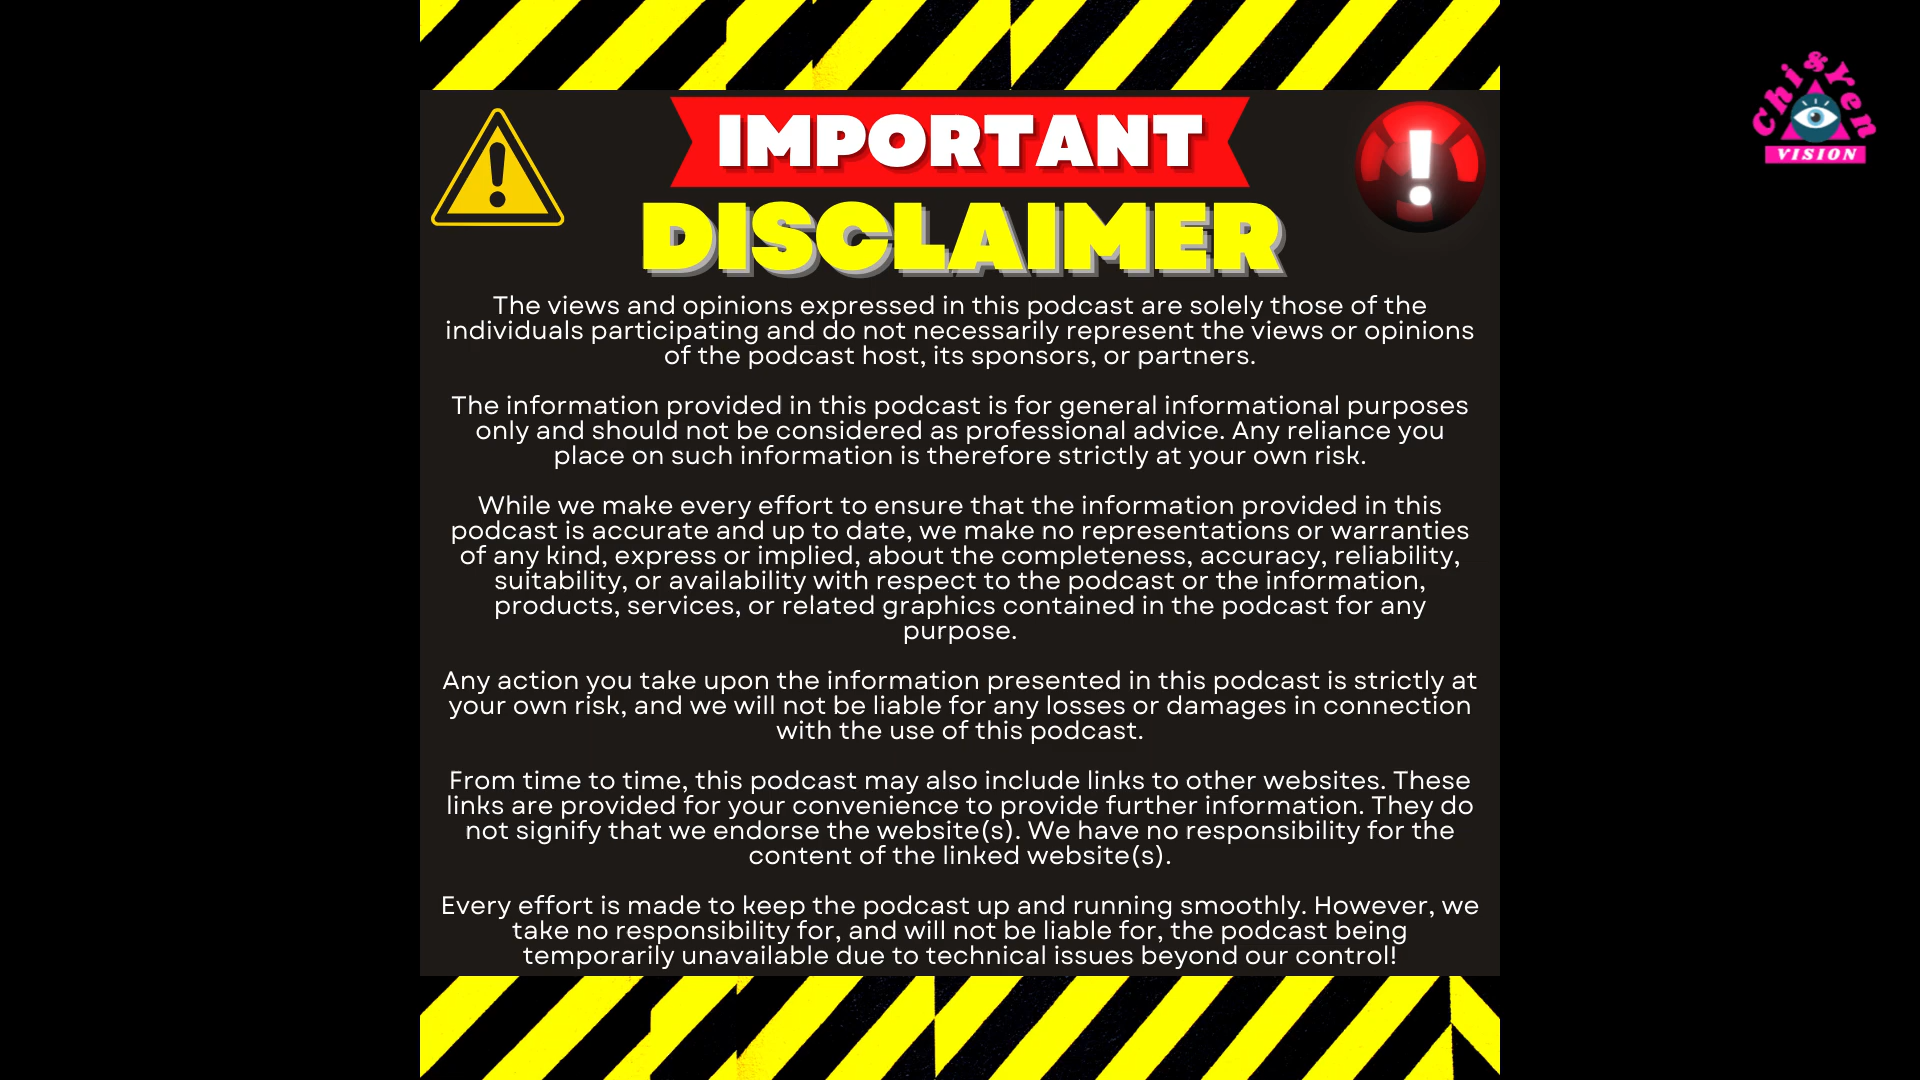 IMPORTANT
DISCLAIMER
The views and opinions expressed in this podcast are solely those of the
individuals participating and do not necessarily represent the views or opinions
of the podcast host, its sponsors, or partners.
The information provided in this podcast is for general informational purposes
only and should not be considered as professional advice. Any reliance you
place on such information is therefore strictly at your own risk.
While we make every effort to ensure that the information provided in this
podcast is accurate and up to date, we make no representations or warranties
of any kind, express or implied, about the completeness, accuracy, reliability,
suitability, or availability with respect to the podcast or the information,
products, services, or related graphics contained in the podcast for any
purpose.
Any action you take upon the information presented in this podcast is strictly at
your own risk, and we will not be liable for any losses or damages in connection
with the use of this podcast.
From time to time, this podcast may also include links to other websites. These
links are provided for your convenience to provide further information. They do
not signify that we endorse the website(s). We have no responsibility for the
content of the linked website(s).
Every effort is made to keep the podcast up and running smoothly. However, we
take no responsibility for, and will not be liable for, the podcast being
temporarily unavailable due to technical issues beyond our control!
Chi&Yen
VISION